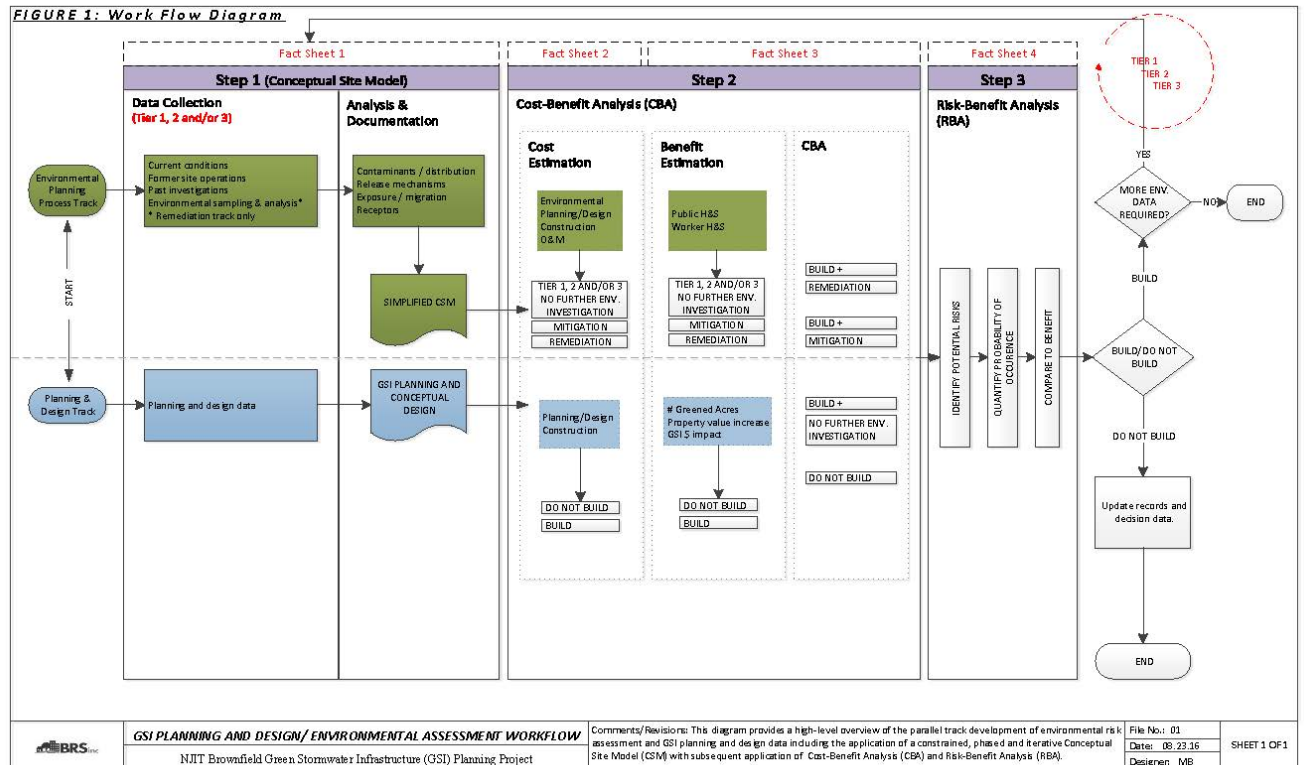 FIGURE 1: Work Flow Diagram
Fact Sheet 1
Fact Sheet 2
Fact Sheet 3
Fact Sheet 4
TIER 1
TIER 2
TIER 3
Step 1 (Conceptual Site Model)
Step 2
Step 3
Data Collection
(Tier 1, 2 and/or 3)
Analysis &
Documentation
Cost-Benefit Analysis (CBA)
Risk-Benefit Analysis
(RBA)
Cost
Estimation
Benefit
Estimation
CBA
Environmental
Planning
Process Track
Current conditions
Former site operations
Past investigations
Environmental sampling & analysis*
* Remediation track only
Contaminants / distribution
Release mechanisms
Exposure / migration
Receptors
Environmental
Planning/Design
Construction
O&M
Public H&S
Worker H&S
YES
MORE ENV.
DATA
REQUIRED?
NO
END
START
SIMPLIFIED CSM
TIER 1, 2 AND/OR 3
NO FURTHER ENV.
INVESTIGATION
MITIGATION
REMEDIATION
TIER 1, 2 AND/OR 3
NO FURTHER ENV.
INVESTIGATION
MITIGATION
REMEDIATION
BUILD +
REMEDIATION
BUILD +
MITIGATION
BUILD
IDENTIFY POTENTIAL RISKS
QUANTIFY PROBABILITY OF
OCCURENCE
COMPARE TO BENEFIT
BUILD/DO NOT
BUILD
Planning &
Design Track
Planning and design data
GSI PLANNING AND
CONCEPTUAL
DESIGN
Planning/Design
Construction
# Greened Acres
Property value increase
GSI $ impact
BUILD +
NO FURTHER ENV.
INVESTIGATION
DO NOT BUILD
DO NOT BUILD
DO NOT BUILD
BUILD
DO NOT BUILD
BUILD
Update records and
decision data.
END
BRS inc
GSI PLANNING AND DESIGN/ ENVIRONMENTAL ASSESSMENT WORKFLOW
NJIT Brownfield Green Stormwater Infrastructure (GSI) Planning Project
Comments/Revisions: This diagram provides a high-level overview of the parallel track development of environmental risk
assessment and GSI planning and design data including the application of a constrained, phased and iterative Conceptual
Site Model (CSM) with subsequent application of Cost-Benefit Analysis (CBA) and Risk-Benefit Analysis (RBA).
File No.: 01
Date: 08.23.16
Designer: MB
SHEET 1 OF 1